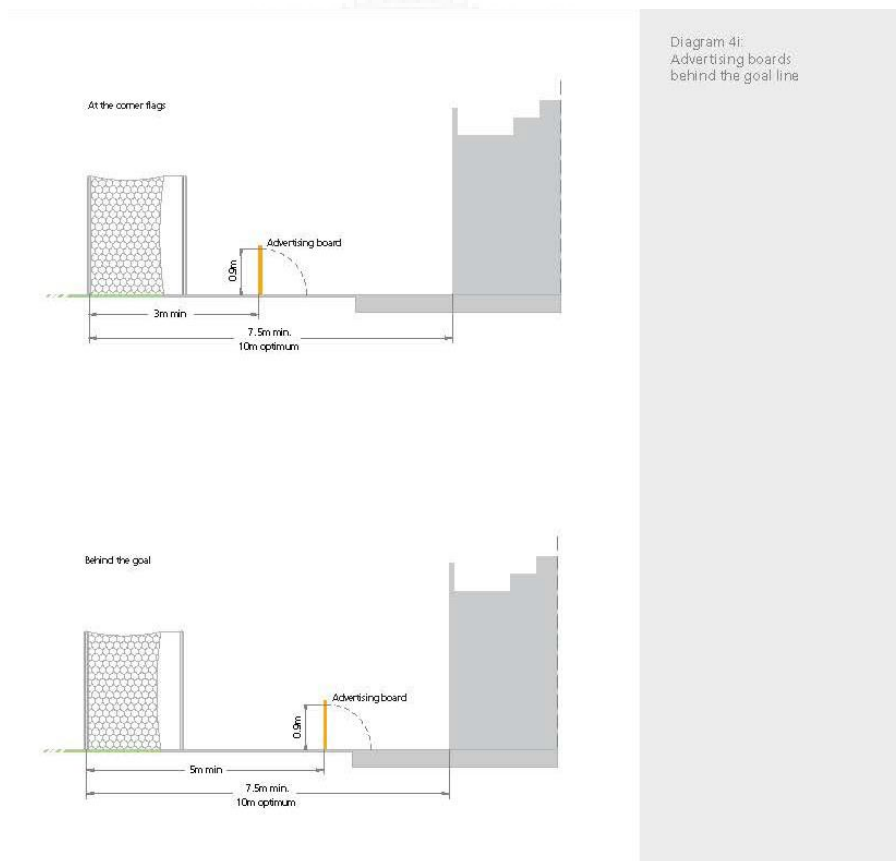 Diagram 4i:
Advertising boards
behind the goal line
At the corner flags
Advertising board
0.9m
3m min
7.5m min.
10m optimum
Behind the goal
Advertising board
0.9m
5m min
7.5m min.
10m optimum